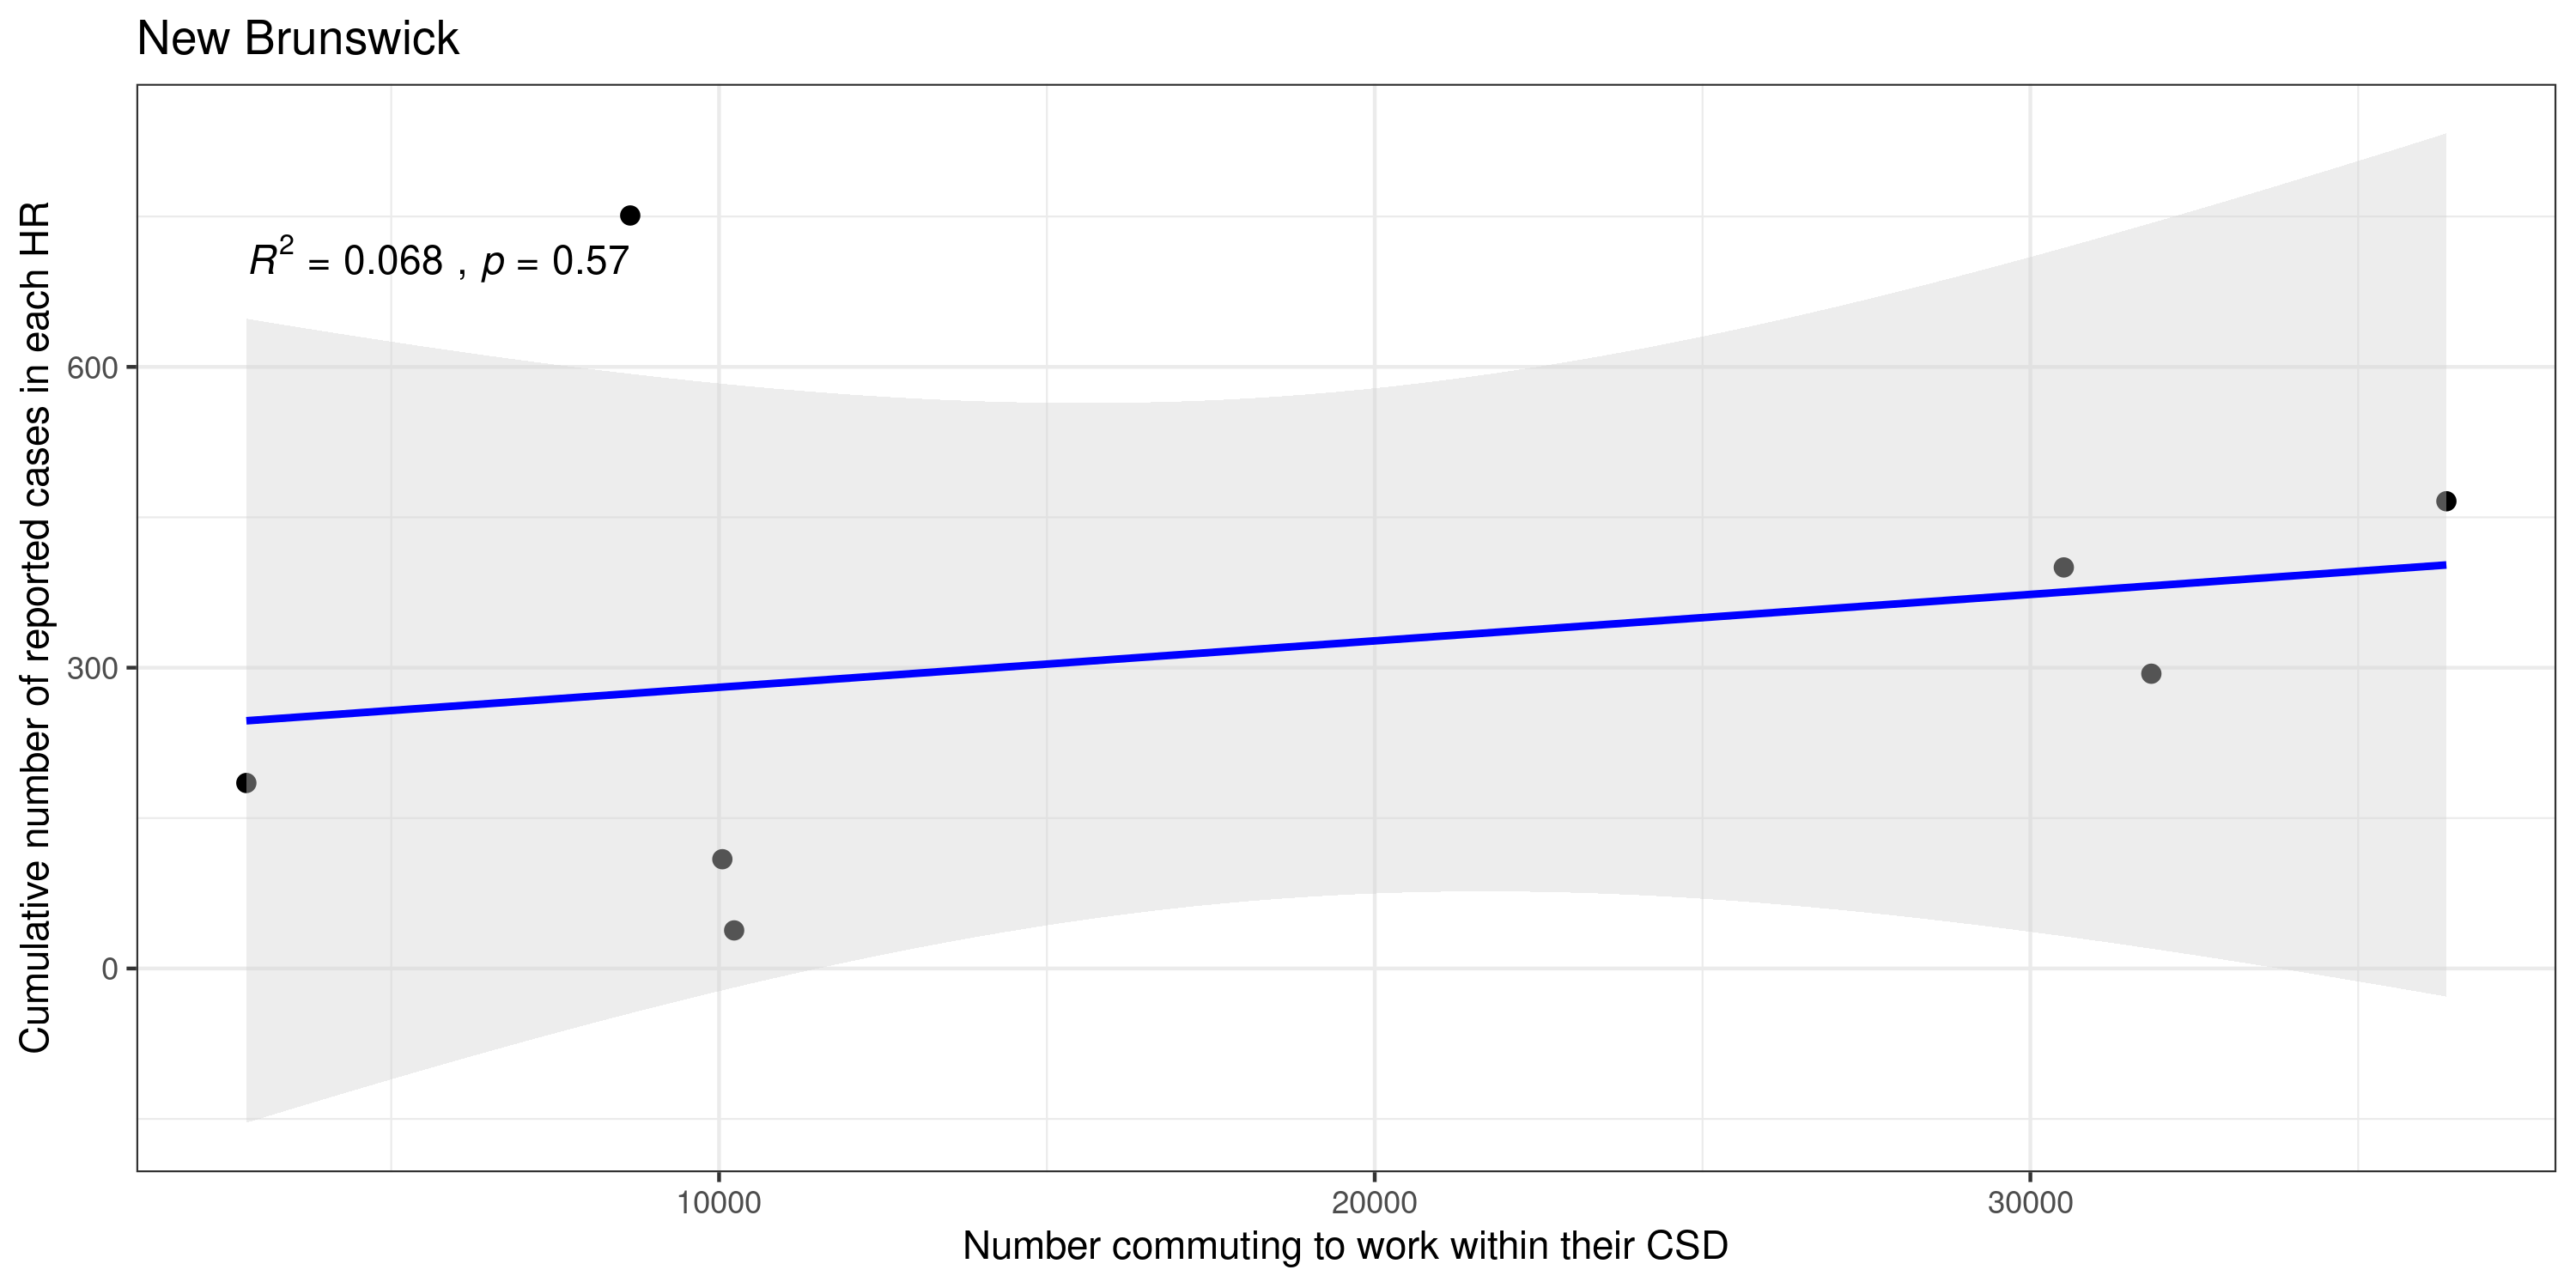 New Brunswick
R² = 0.068 , p = 0.57
Cumulative number of reported cases in each HR
600
300
0
10000 20000 30000
Number commuting to work within their CSD